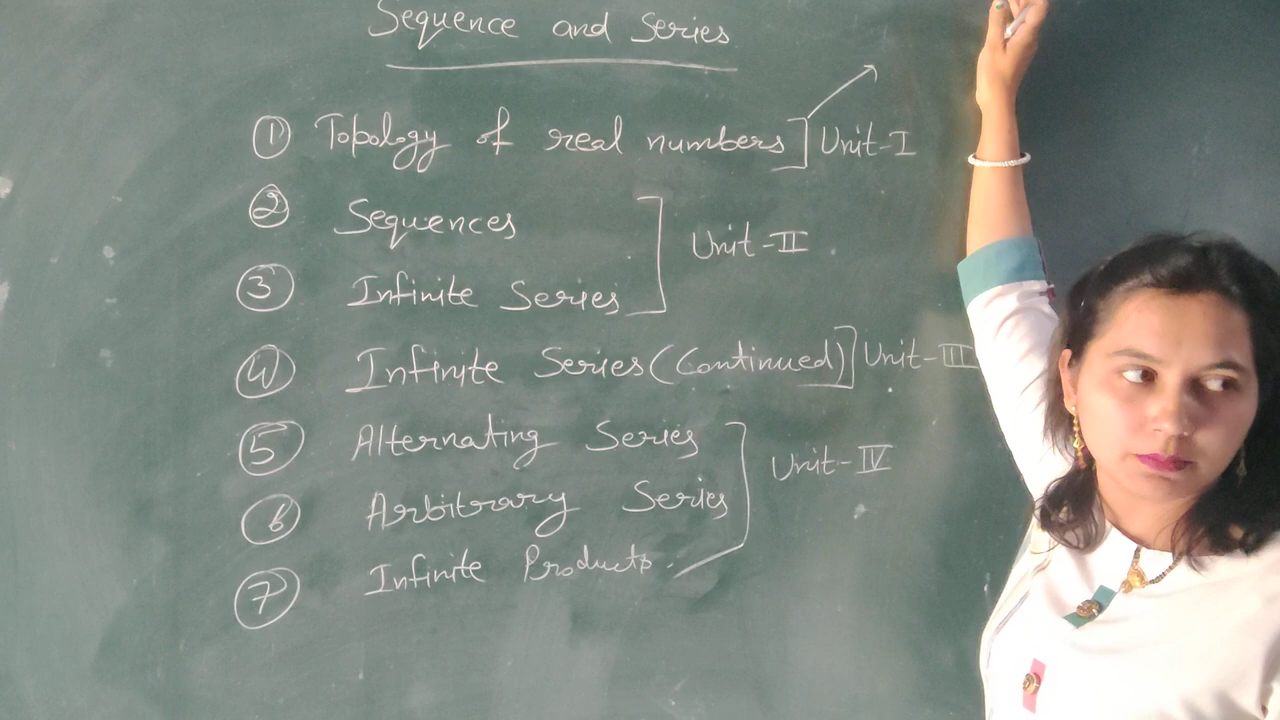 Sequence and Series
① Topology of real numbers] Unit-I
② Sequences
③ Infinite Series
Unit-II
④ Infinite Series (Continued)] Unit-III
⑤ Alternating Series
⑥ Arbitrary Series
Unit-IV
⑦ Infinite Products.